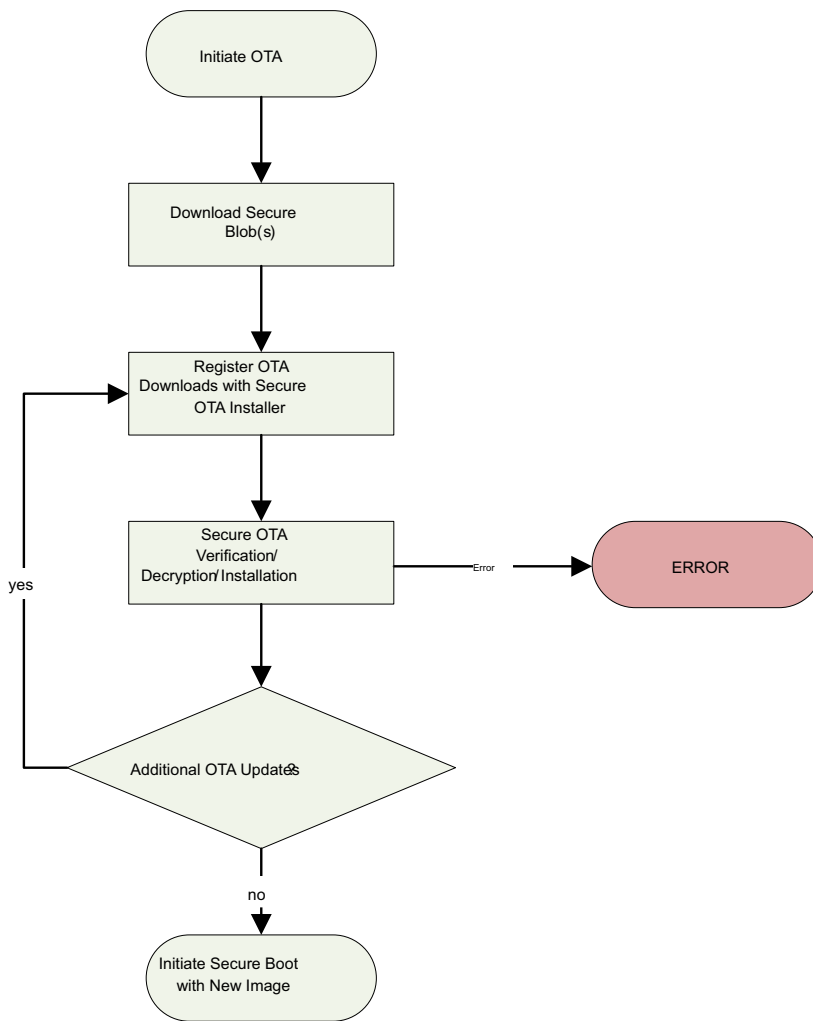 Initiate OTA
Download Secure
Blob(s)
Register OTA
Downloads with Secure
OTA Installer
Secure OTA
Verification/
Decryption/Installation
Error
ERROR
yes
Additional OTA Updates?
no
Initiate Secure Boot
with New Image